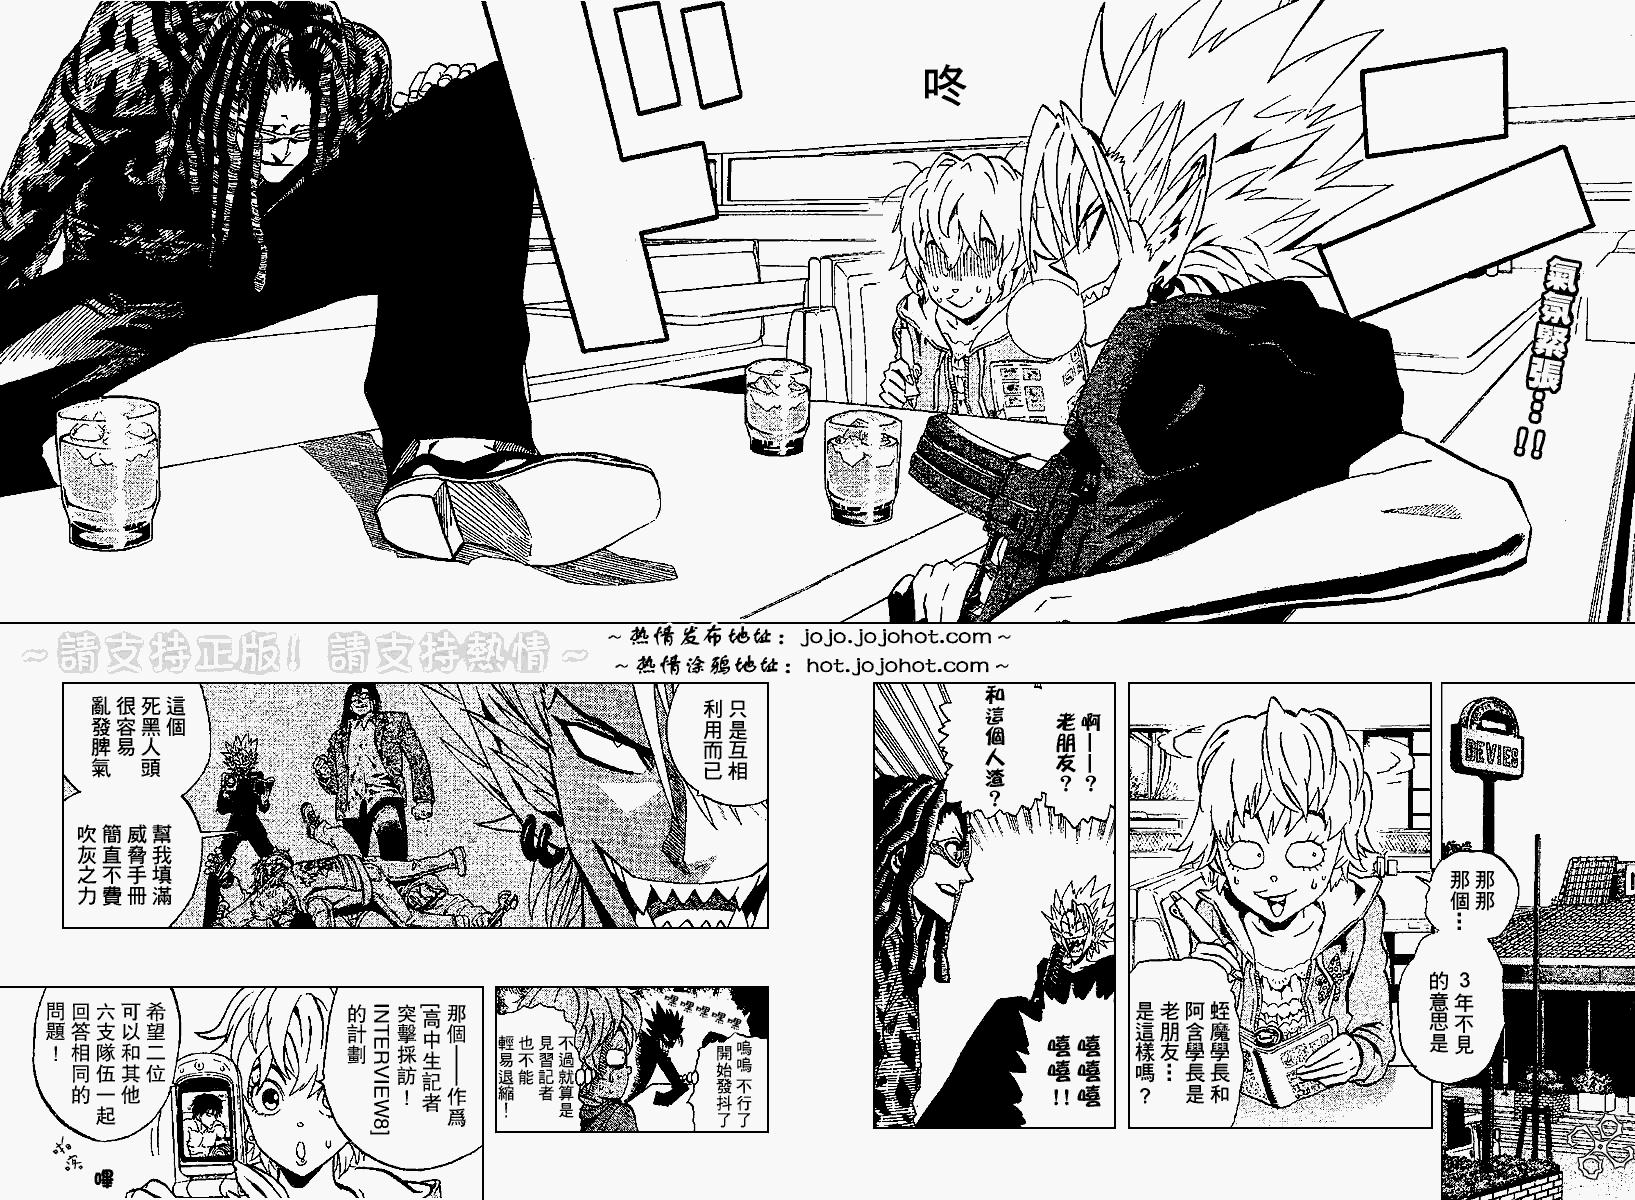 咚
氣氛緊張…!!
～請支持正版! 請支持熱情～
～热情发布地址：jojo.jojohot.com～
～热情涂鸦地址：hot.jojohot.com～
DEVIES
那那
那個…
3年不見
的意思是
蛭魔學長和
阿含學長是
老朋友…
是這樣嗎？
啊——？
老朋友？
和這個人渣？
嘻嘻嘻
嘻嘻!!
只是互相
利用而已
這個
死黑人頭
很容易
亂發脾氣
幫我填滿
威脅手冊
簡直不費
吹灰之力
嘿嘿嘿嘿嘿
嗚嗚 不行了
開始發抖了
不過就算是
見習記者
也不能
輕易退縮！
那個——作爲
[高中生記者
突擊採訪！
INTERVIEW8]
的計劃
希望二位
可以和其他
六支隊伍一起
回答相同的
問題！
嗶